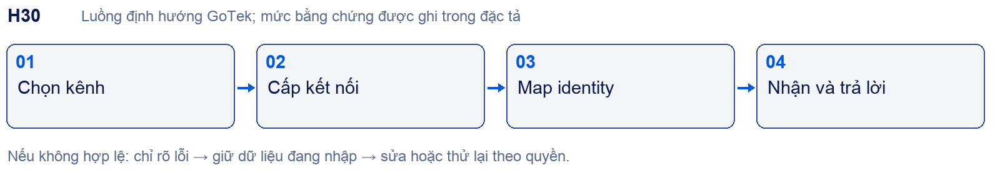 H30 Luồng định hướng GoTek; mức bằng chứng được ghi trong đặc tả
01
Chọn kênh
02
Cấp kết nối
03
Map identity
04
Nhận và trả lời
Nếu không hợp lệ: chỉ rõ lỗi → giữ dữ liệu đang nhập → sửa hoặc thử lại theo quyền.